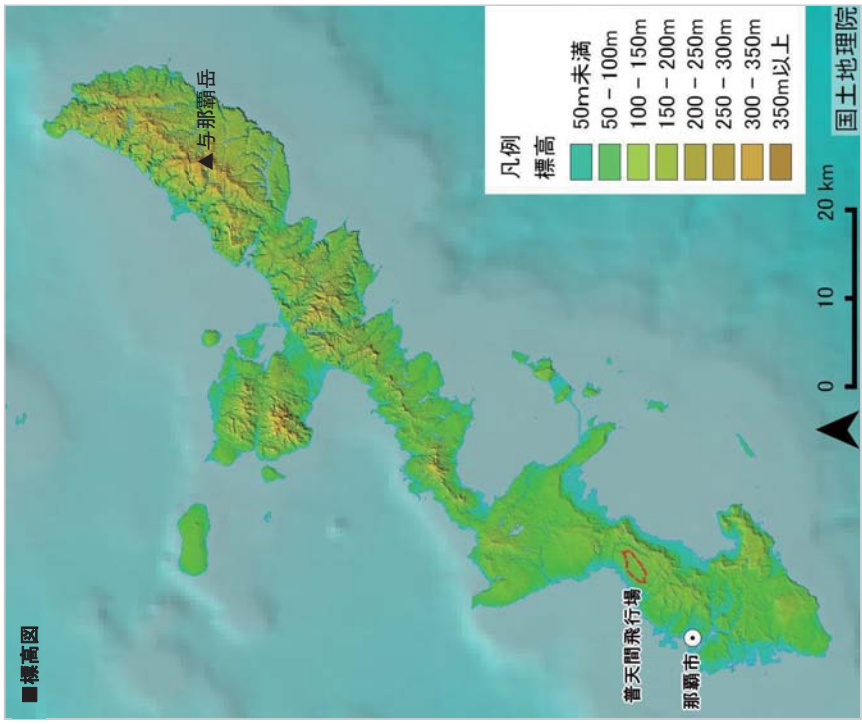 ■標高図
与那覇岳
普天間飛行場
那覇市
凡例
標高
50m未満
50 − 100m
100 − 150m
150 − 200m
200 − 250m
250 − 300m
300 − 350m
350m以上
0 10 20 km
国土地理院